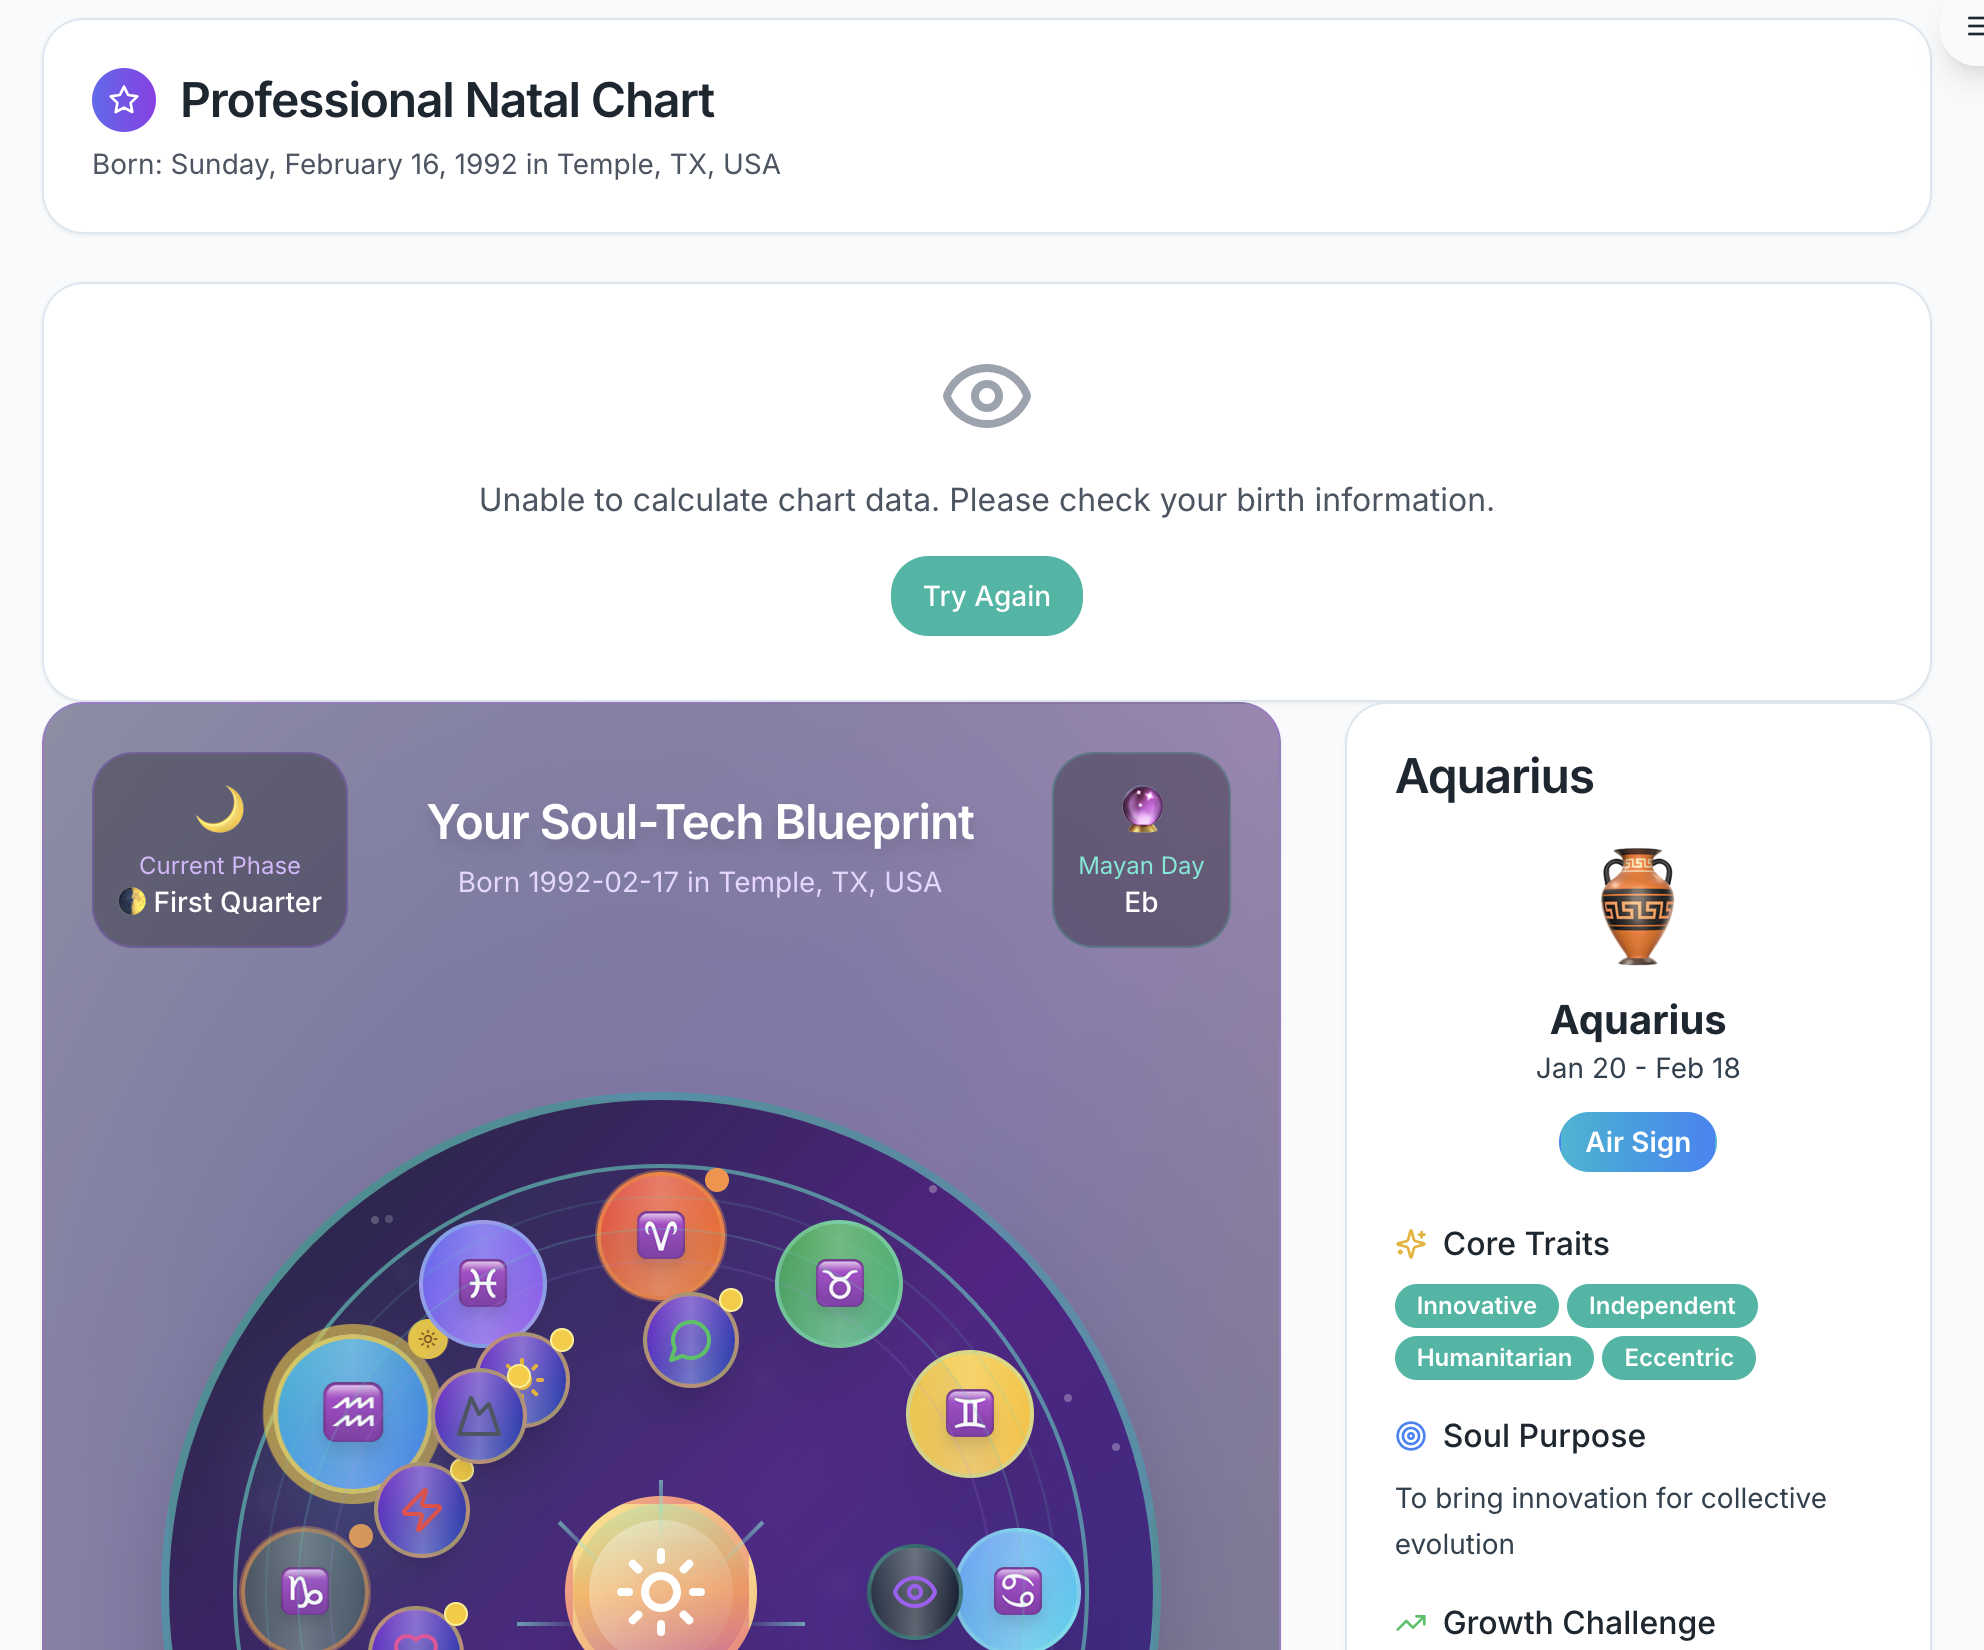 Professional Natal Chart
Born: Sunday, February 16, 1992 in Temple, TX, USA
Unable to calculate chart data. Please check your birth information.
Try Again
Current Phase
🌓 First Quarter
Your Soul-Tech Blueprint
Born 1992-02-17 in Temple, TX, USA
Mayan Day
Eb
♈
♓
♉
♒
♊
♑
♋
Aquarius
Aquarius
Jan 20 - Feb 18
Air Sign
Core Traits
Innovative
Independent
Humanitarian
Eccentric
Soul Purpose
To bring innovation for collective
evolution
Growth Challenge